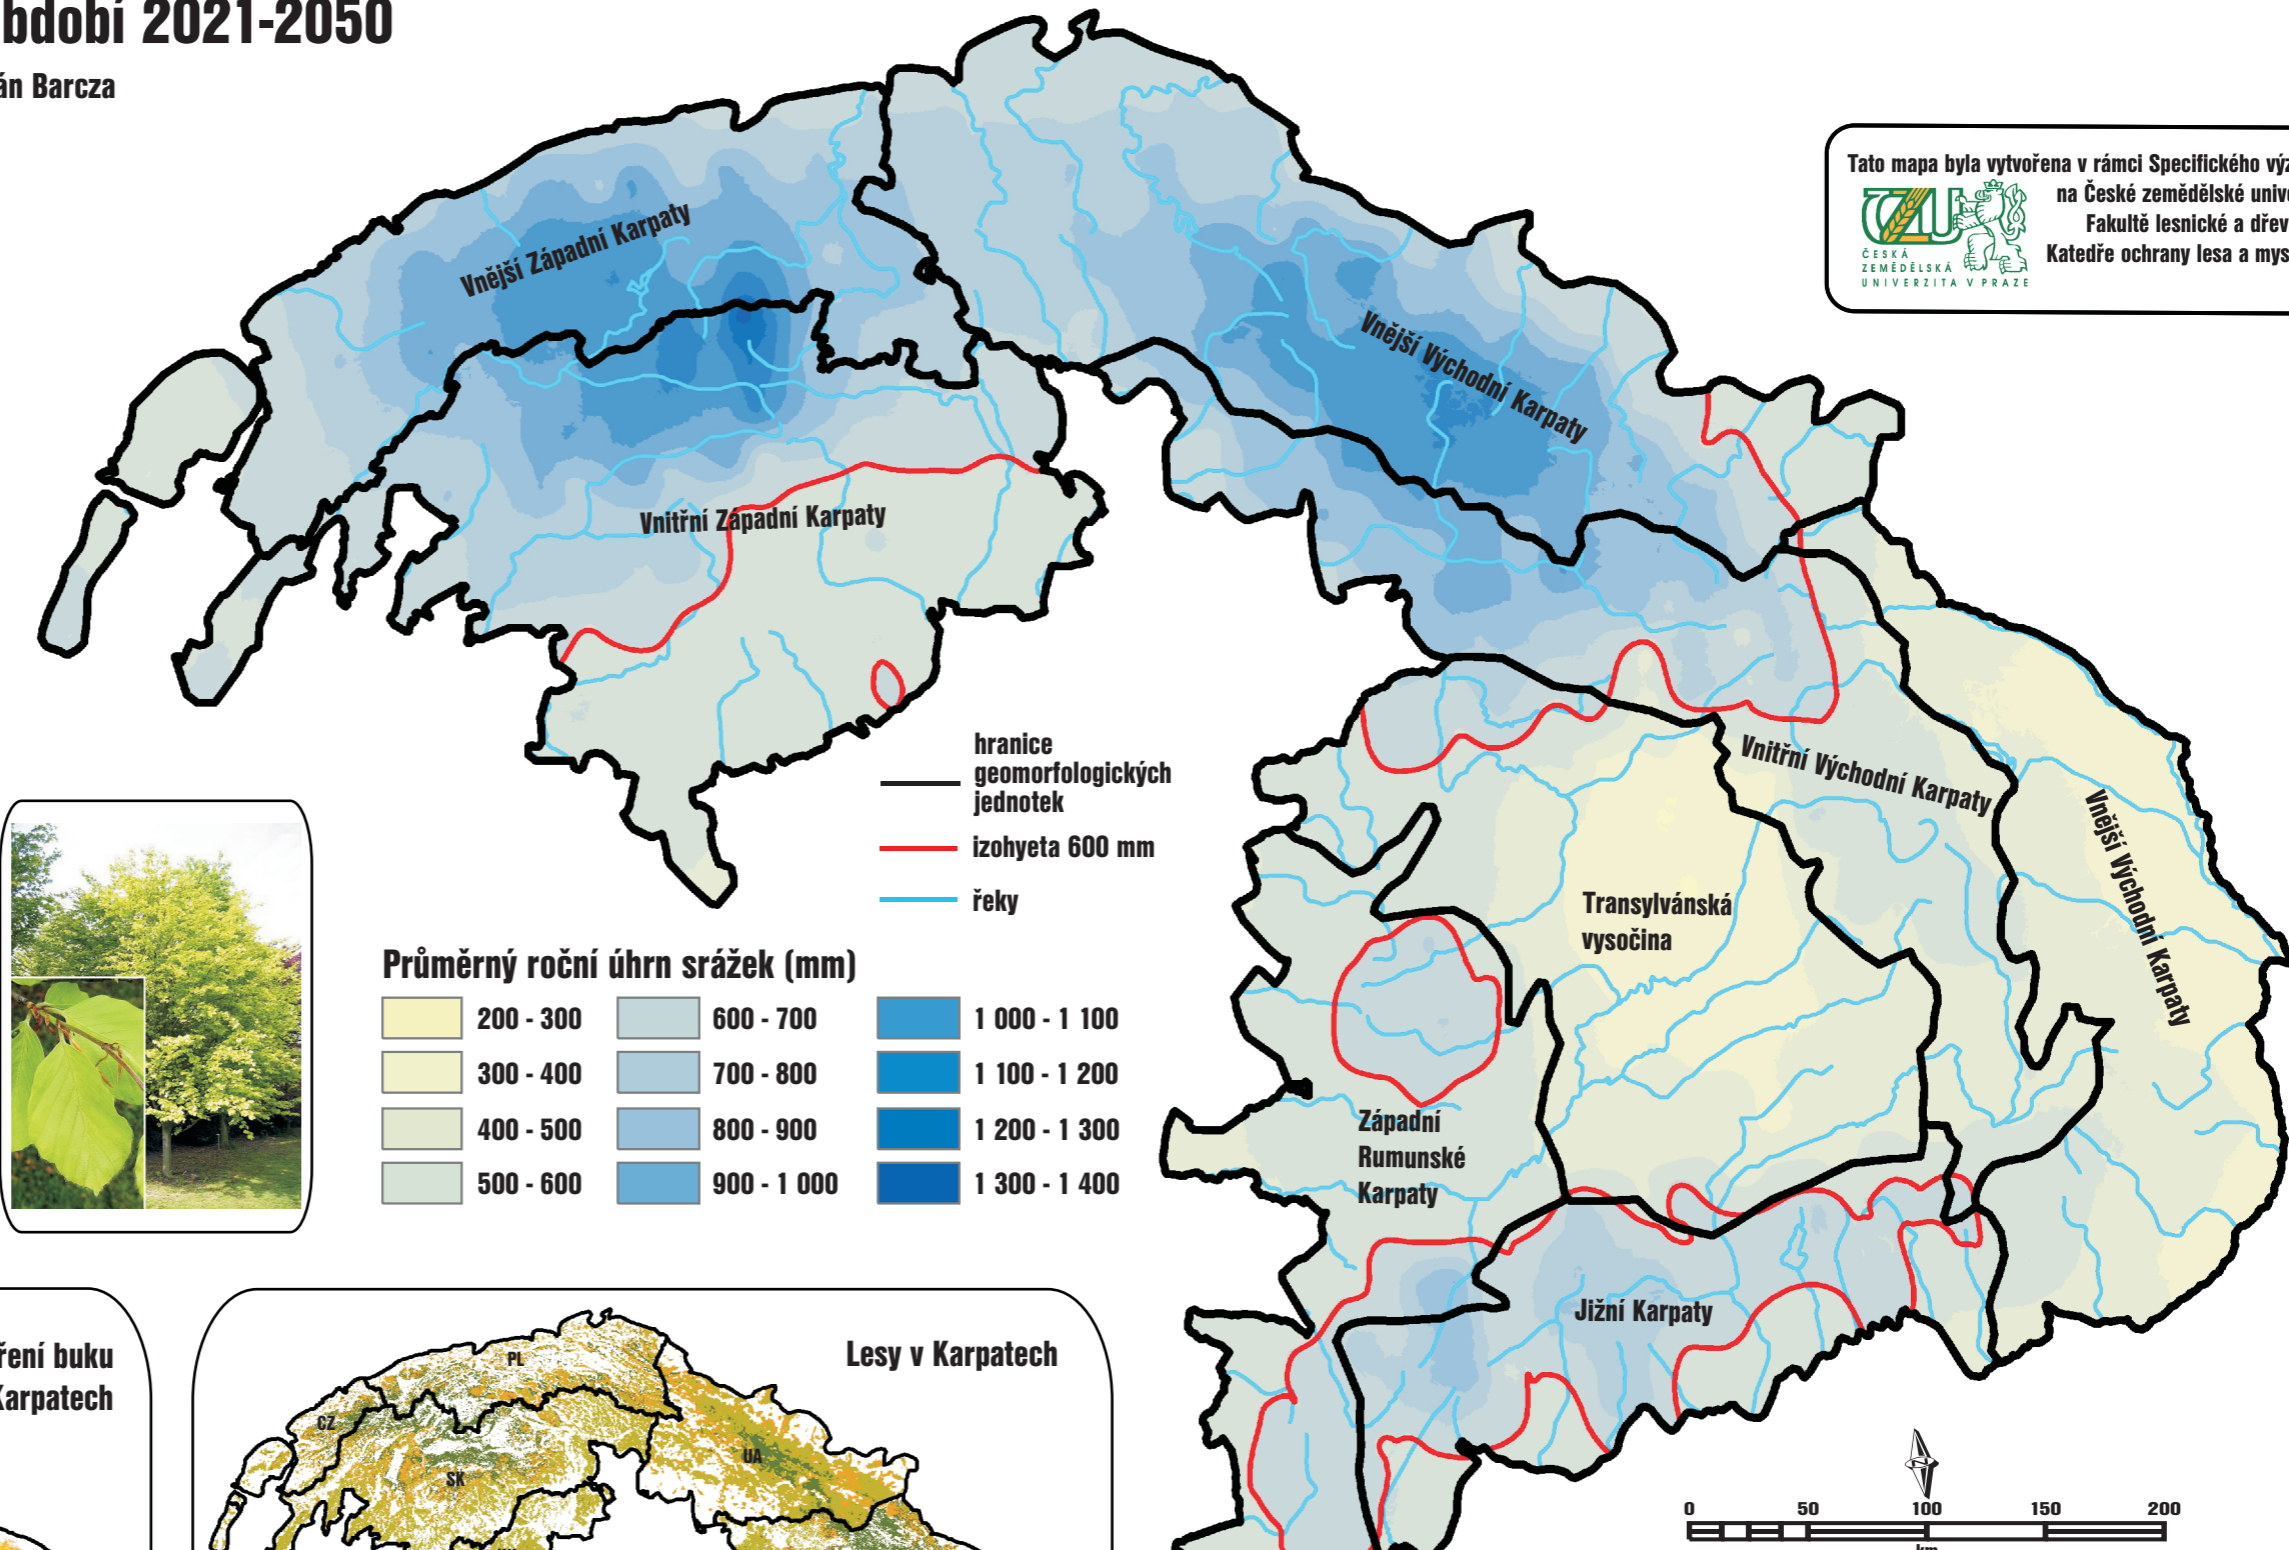 bdobí 2021-2050
án Barcza
Tato mapa byla vytvořena v rámci Specifického
na České zemědělské
Fakultě lesnické a
Katedře ochrany lesa a
ČZU
ČESKÁ
ZEMĚDĚLSKÁ
UNIVERZITA V PRAZE
Vnější Západní Karpaty
Vnější Východní Karpaty
Vnitřní Západní Karpaty
Vnitřní Východní Karpaty
Vnější Východní Karpaty
Transylvánská
vysočina
Západní
Rumunské
Karpaty
Jižní Karpaty
hranice
geomorfologických
jednotek
izohyeta 600 mm
řeky
Průměrný roční úhrn srážek (mm)
200 - 300
300 - 400
400 - 500
500 - 600
600 - 700
700 - 800
800 - 900
900 - 1 000
1 000 - 1 100
1 100 - 1 200
1 200 - 1 300
1 300 - 1 400
ření buku
Karpatech
Lesy v Karpatech
PL
CZ
SK
UA
N
0 50 100 150 200
km